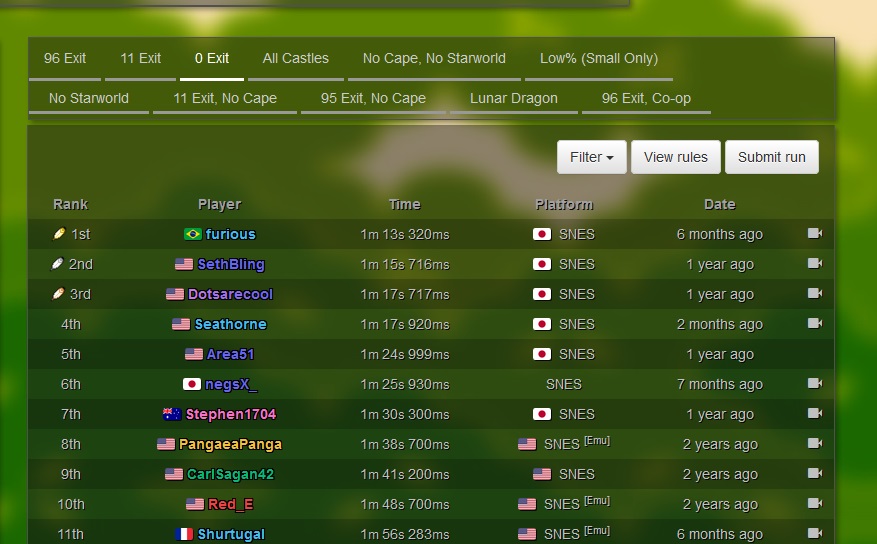 96 Exit 11 Exit 0 Exit All Castles No Cape, No Starworld Low% (Small Only)
No Starworld 11 Exit, No Cape 95 Exit, No Cape Lunar Dragon 96 Exit, Co-op
Filter View rules Submit run
Rank Player Time Platform Date
1st furious 1m 13s 320ms SNES 6 months ago
2nd SethBling 1m 15s 716ms SNES 1 year ago
3rd Dotsarecool 1m 17s 717ms SNES 1 year ago
4th Seathorne 1m 17s 920ms SNES 2 months ago
5th Area51 1m 24s 999ms SNES 1 year ago
6th negsX_ 1m 25s 930ms SNES 7 months ago
7th Stephen1704 1m 30s 300ms SNES 1 year ago
8th PangaeaPanga 1m 38s 700ms SNES [Emu] 2 years ago
9th CarlSagan42 1m 41s 200ms SNES 2 years ago
10th Red_E 1m 48s 700ms SNES [Emu] 2 years ago
11th Shurtugal 1m 56s 283ms SNES [Emu] 6 months ago